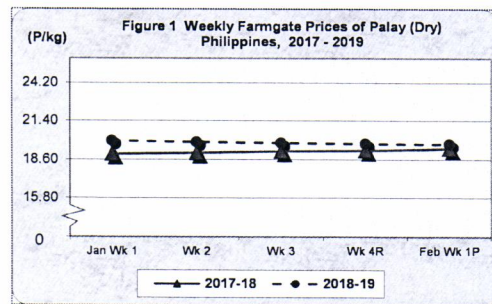 Figure 1 Weekly Farmgate Prices of Palay (Dry)
Philippines, 2017 - 2019
(P/kg)
24.20
21.40
18.60
15.80
0
Jan Wk 1 Wk 2 Wk 3 Wk 4R Feb Wk 1P
2017-18 2018-19